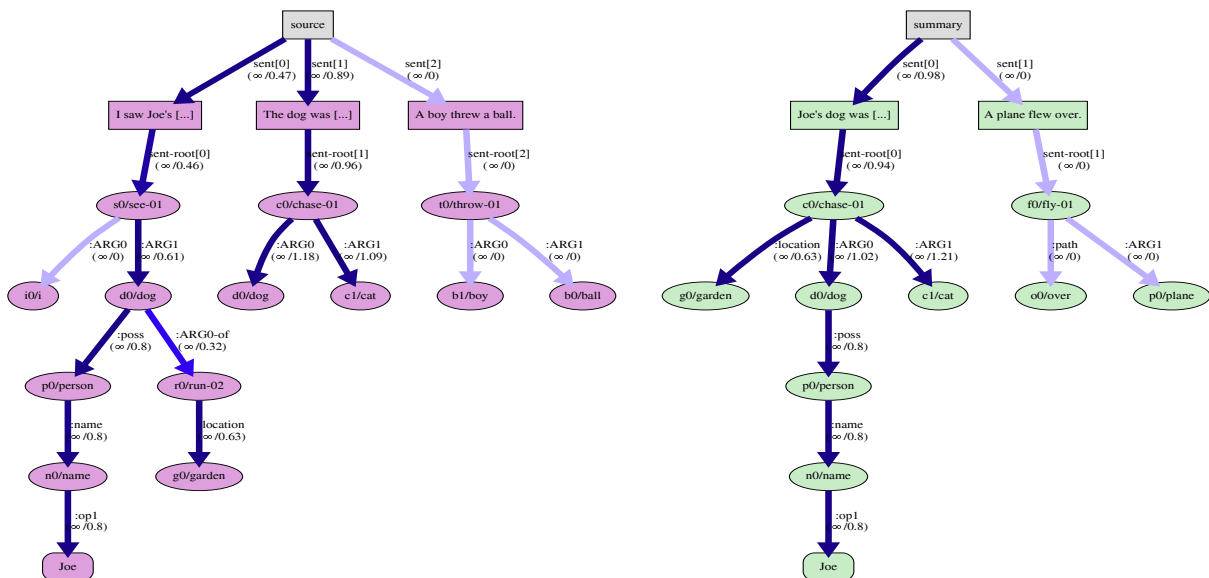 source
sent[0]
(∞/0.47)
sent[1]
(∞/0.89)
sent[2]
(∞/0)
I saw Joe's [...]
The dog was [...]
A boy threw a ball.
sent-root[0]
(∞/0.46)
sent-root[1]
(∞/0.96)
sent-root[2]
(∞/0)
s0/see-01
c0/chase-01
t0/throw-01
:ARG0
(∞/0)
:ARG1
(∞/0.61)
:ARG0
(∞/1.18)
:ARG1
(∞/1.09)
:ARG0
(∞/0)
:ARG1
(∞/0)
i0/i
d0/dog
d0/dog
c1/cat
b1/boy
b0/ball
:poss
(∞/0.8)
:ARG0-of
(∞/0.32)
p0/person
r0/run-02
:name
(∞/0.8)
:location
(∞/0.63)
n0/name
g0/garden
:op1
(∞/0.8)
Joe
summary
sent[0]
(∞/0.98)
sent[1]
(∞/0)
Joe's dog was [...]
A plane flew over.
sent-root[0]
(∞/0.94)
sent-root[1]
(∞/0)
c0/chase-01
f0/fly-01
:location
(∞/0.63)
:ARG0
(∞/1.02)
:ARG1
(∞/1.21)
:path
(∞/0)
:ARG1
(∞/0)
g0/garden
d0/dog
c1/cat
o0/over
p0/plane
:poss
(∞/0.8)
p0/person
:name
(∞/0.8)
n0/name
:op1
(∞/0.8)
Joe